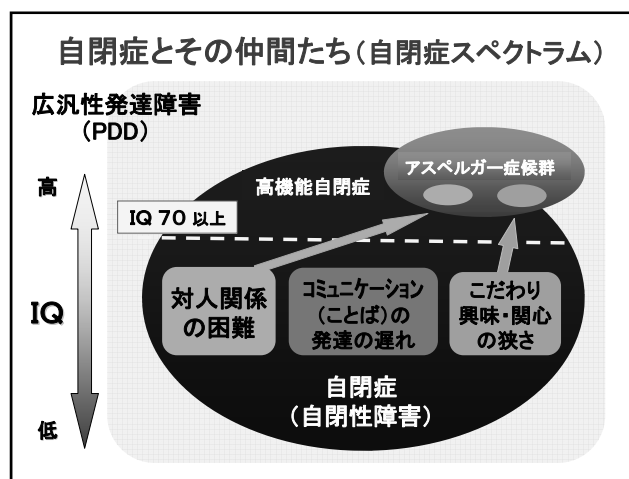 自閉症とその仲間たち（自閉症スペクトラム）
広汎性発達障害
（PDD）
高
アスペルガー症候群
高機能自閉症
IQ 70 以上
IQ
対人関係
の困難
コミュニケーション
（ことば）の
発達の遅れ
こだわり
興味・関心
の狭さ
自閉症
（自閉性障害）
低